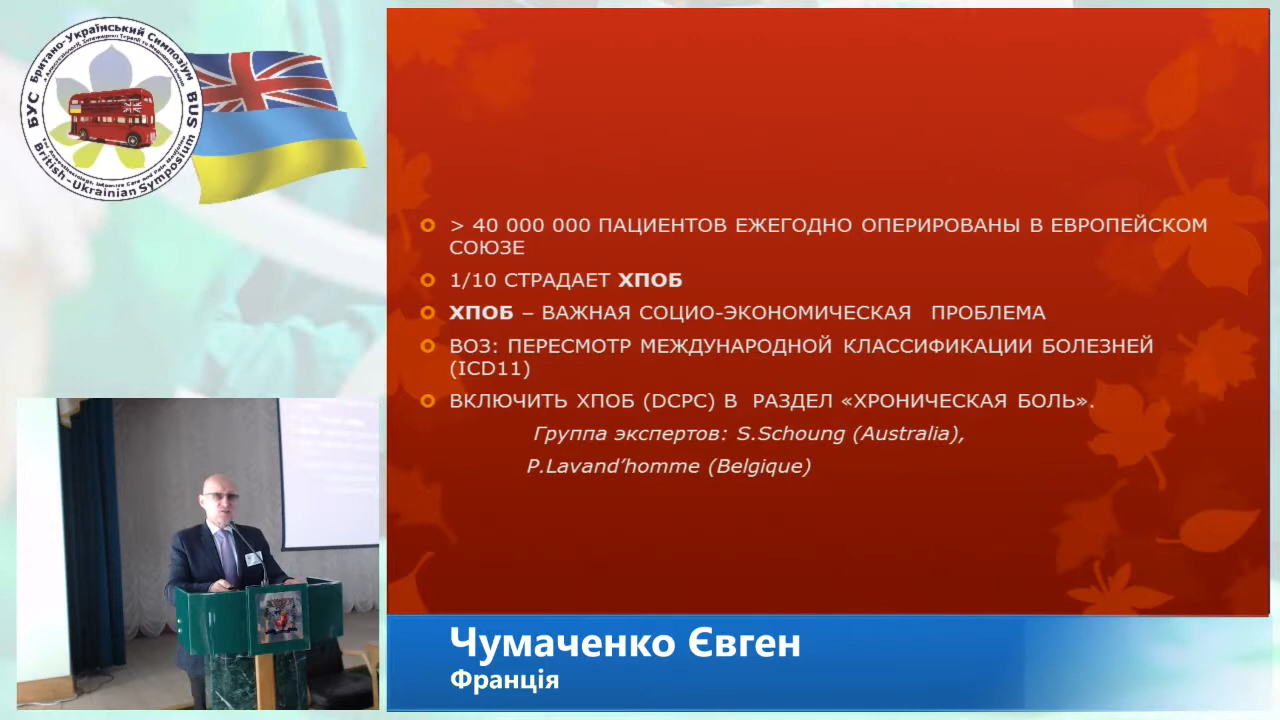 Британо-Український Симпозіум
БУС
BUS
British - Ukrainian Symposium
> 40 000 000 ПАЦИЕНТОВ ЕЖЕГОДНО ОПЕРИРОВАНЫ В ЕВРОПЕЙСКОМ
СОЮЗЕ
1/10 СТРАДАЕТ ХПОБ
ХПОБ – ВАЖНАЯ СОЦИО-ЭКОНОМИЧЕСКАЯ ПРОБЛЕМА
ВОЗ: ПЕРЕСМОТР МЕЖДУНАРОДНОЙ КЛАССИФИКАЦИИ БОЛЕЗНЕЙ
(ICD11)
ВКЛЮЧИТЬ ХПОБ (DCPC) В РАЗДЕЛ «ХРОНИЧЕСКАЯ БОЛЬ».
Группа экспертов: S.Schoung (Australia),
P.Lavand’homme (Belgique)
Чумаченко Євген
Франція